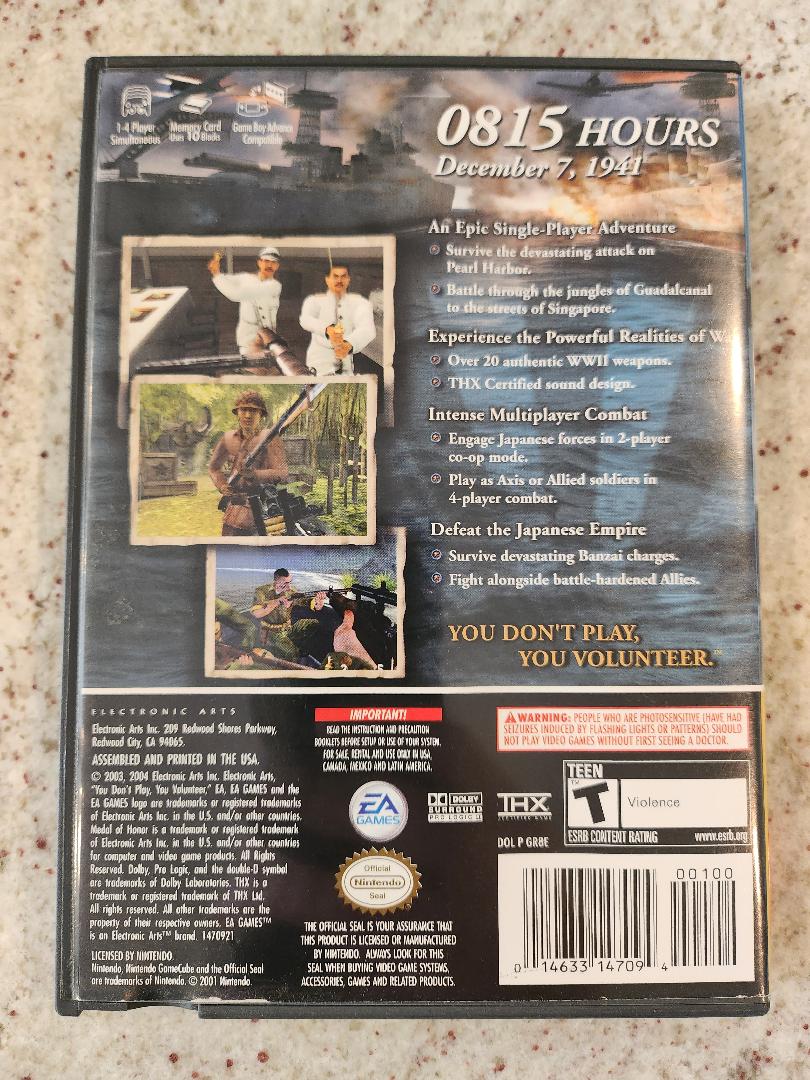 1-4 Player
Simultaneous
Memory Card
Uses 10 Blocks
Game Boy Advance
Compatible
0815 HOURS
December 7, 1941
An Epic Single-Player Adventure
Survive the devastating attack on
Pearl Harbor.
Battle through the jungles of Guadalcanal
to the streets of Singapore.
Experience the Powerful Realities of
Over 20 authentic WWII weapons.
THX Certified sound design.
Intense Multiplayer Combat
Engage Japanese forces in 2-player
co-op mode.
Play as Axis or Allied soldiers in
4-player combat.
Defeat the Japanese Empire
Survive devastating Banzai charges.
Fight alongside battle-hardened Allies.
YOU DON'T PLAY,
YOU VOLUNTEER.™
ELECTRONIC ARTS
Electronic Arts Inc. 209 Redwood Shores Parkway,
Redwood City, CA 94065.
ASSEMBLED AND PRINTED IN THE USA.
© 2003, 2004 Electronic Arts Inc. Electronic Arts,
"You Don't Play, You Volunteer," EA, EA GAMES and the
EA GAMES logo are trademarks or registered trademarks
of Electronic Arts Inc. in the U.S. and/or other countries.
Medal of Honor is a trademark or registered trademark
of Electronic Arts Inc. in the U.S. and/or other countries
for computer and video game products. All Rights
Reserved. Dolby, Pro Logic, and the double-D symbol
are trademarks of Dolby Laboratories. THX is a
trademark or registered trademark of THX Ltd.
All rights reserved. All other trademarks are the
property of their respective owners. EA GAMES™
is an Electronic Arts™ brand. 1470921
LICENSED BY NINTENDO.
Nintendo, Nintendo GameCube and the Official Seal
are trademarks of Nintendo. © 2001 Nintendo.
IMPORTANT!
READ THE INSTRUCTION AND PRECAUTION
BOOKLETS BEFORE SETUP OR USE OF YOUR SYSTEM.
FOR SALE, RENTAL AND USE ONLY IN USA,
CANADA, MEXICO AND LATIN AMERICA.
EA
GAMES
DOLBY
SURROUND
PRO LOGIC II
THX
Official
Nintendo
Seal
THE OFFICIAL SEAL IS YOUR ASSURANCE THAT
THIS PRODUCT IS LICENSED OR MANUFACTURED
BY NINTENDO. ALWAYS LOOK FOR THIS
SEAL WHEN BUYING VIDEO GAME SYSTEMS,
ACCESSORIES, GAMES AND RELATED PRODUCTS.
WARNING: PEOPLE WHO ARE PHOTOSENSITIVE (HAVE HAD
SEIZURES INDUCED BY FLASHING LIGHTS OR PATTERNS) SHOULD
NOT PLAY VIDEO GAMES WITHOUT FIRST SEEING A DOCTOR.
TEEN
T
Violence
ESRB CONTENT RATING www.esrb.org
DOL P GR8E
00100
0 14633 14709 4